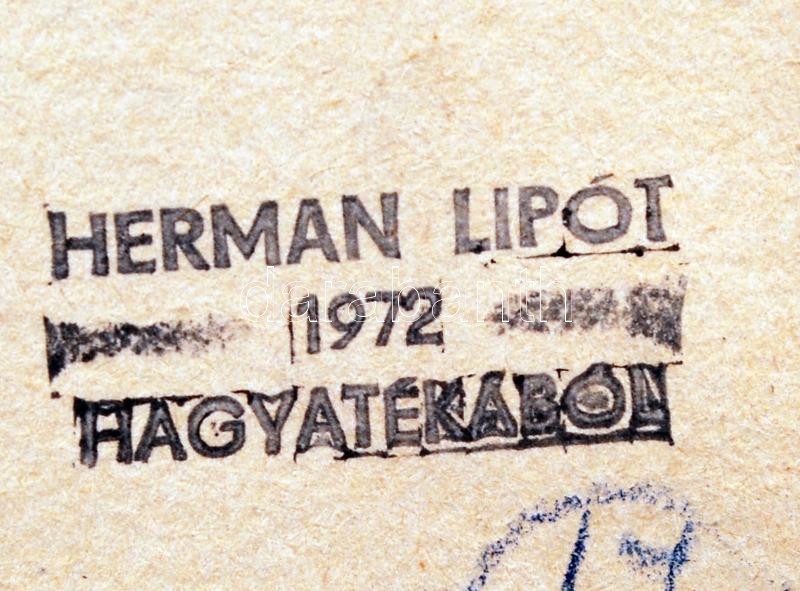 HERMAN LIPÓT
1972
HAGYATÉKÁBÓL